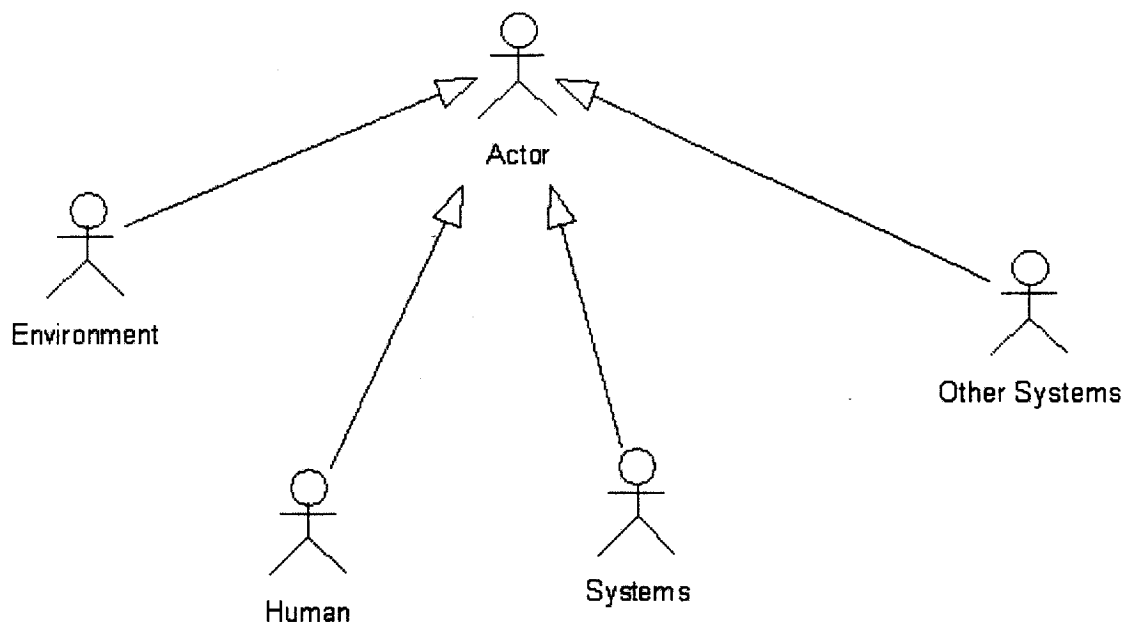 Actor
Environment
Other Systems
Human
Systems